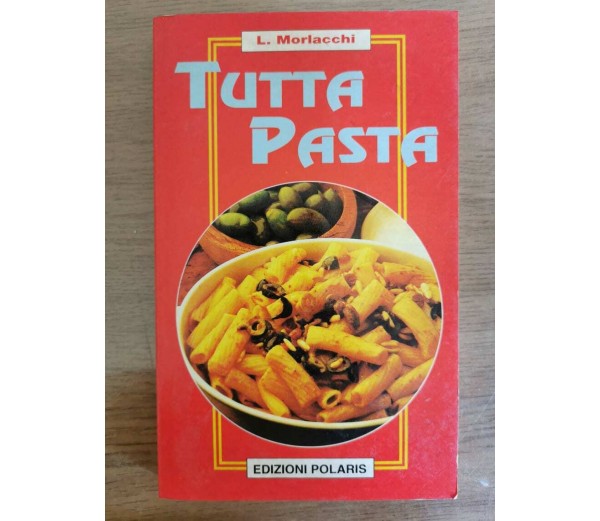 L. Morlacchi
TUTTA
PASTA
EDIZIONI POLARIS